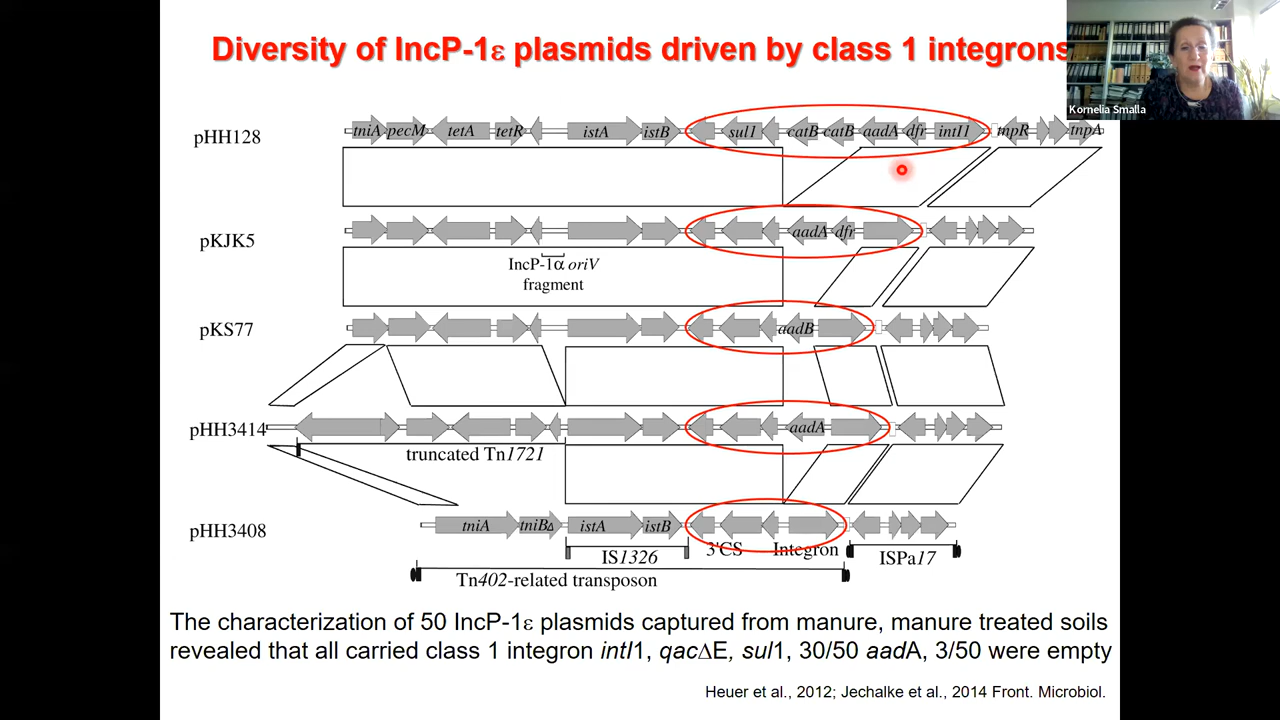 Diversity of IncP-1ε plasmids driven by class 1 integrons
Kornelia Smalla
pHH128
tniA pecM tetA tetR istA istB sul1 catB catB aadA dfr intI1 tnpR tnpA
pKJK5
aadA dfr
IncP-1α oriV
fragment
pKS77
aadB
pHH3414
aadA
truncated Tn1721
pHH3408
tniA tniBΔ istA istB
IS1326
3'CS
Integron
ISPa17
Tn402-related transposon
The characterization of 50 IncP-1ε plasmids captured from manure, manure treated soils
revealed that all carried class 1 integron intI1, qacΔE, sul1, 30/50 aadA, 3/50 were empty
Heuer et al., 2012; Jechalke et al., 2014 Front. Microbiol.